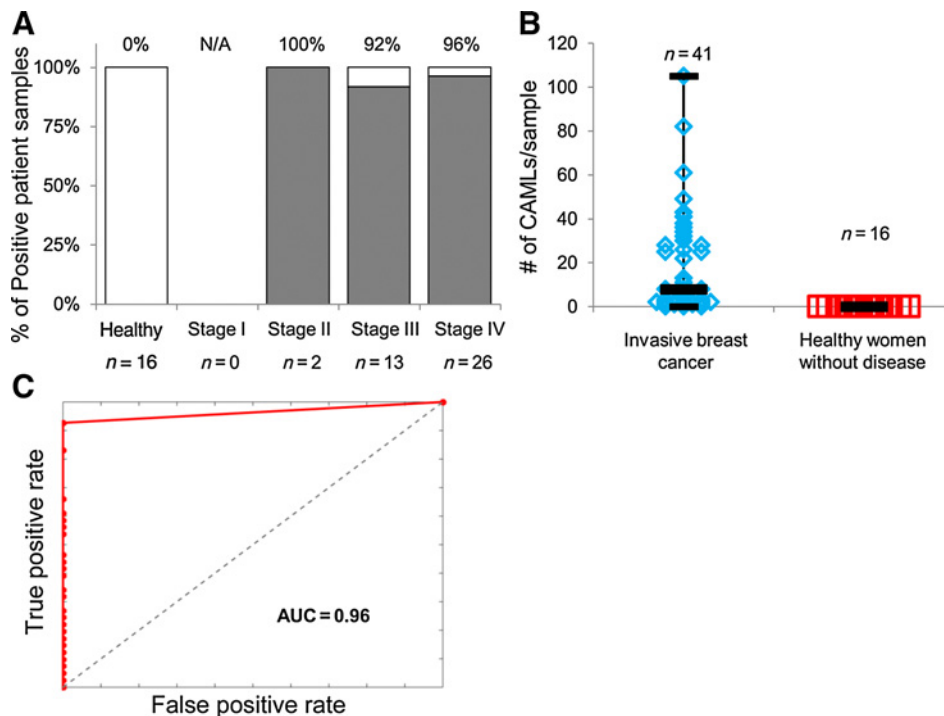 A
0% N/A 100% 92% 96%
100%
75%
50%
25%
0%
% of Positive patient samples
Healthy Stage I Stage II Stage III Stage IV
n = 16 n = 0 n = 2 n = 13 n = 26
B
120
100
80
60
40
20
0
# of CAMLs/sample
n = 41
n = 16
Invasive breast
cancer
Healthy women
without disease
C
True positive rate
AUC = 0.96
False positive rate